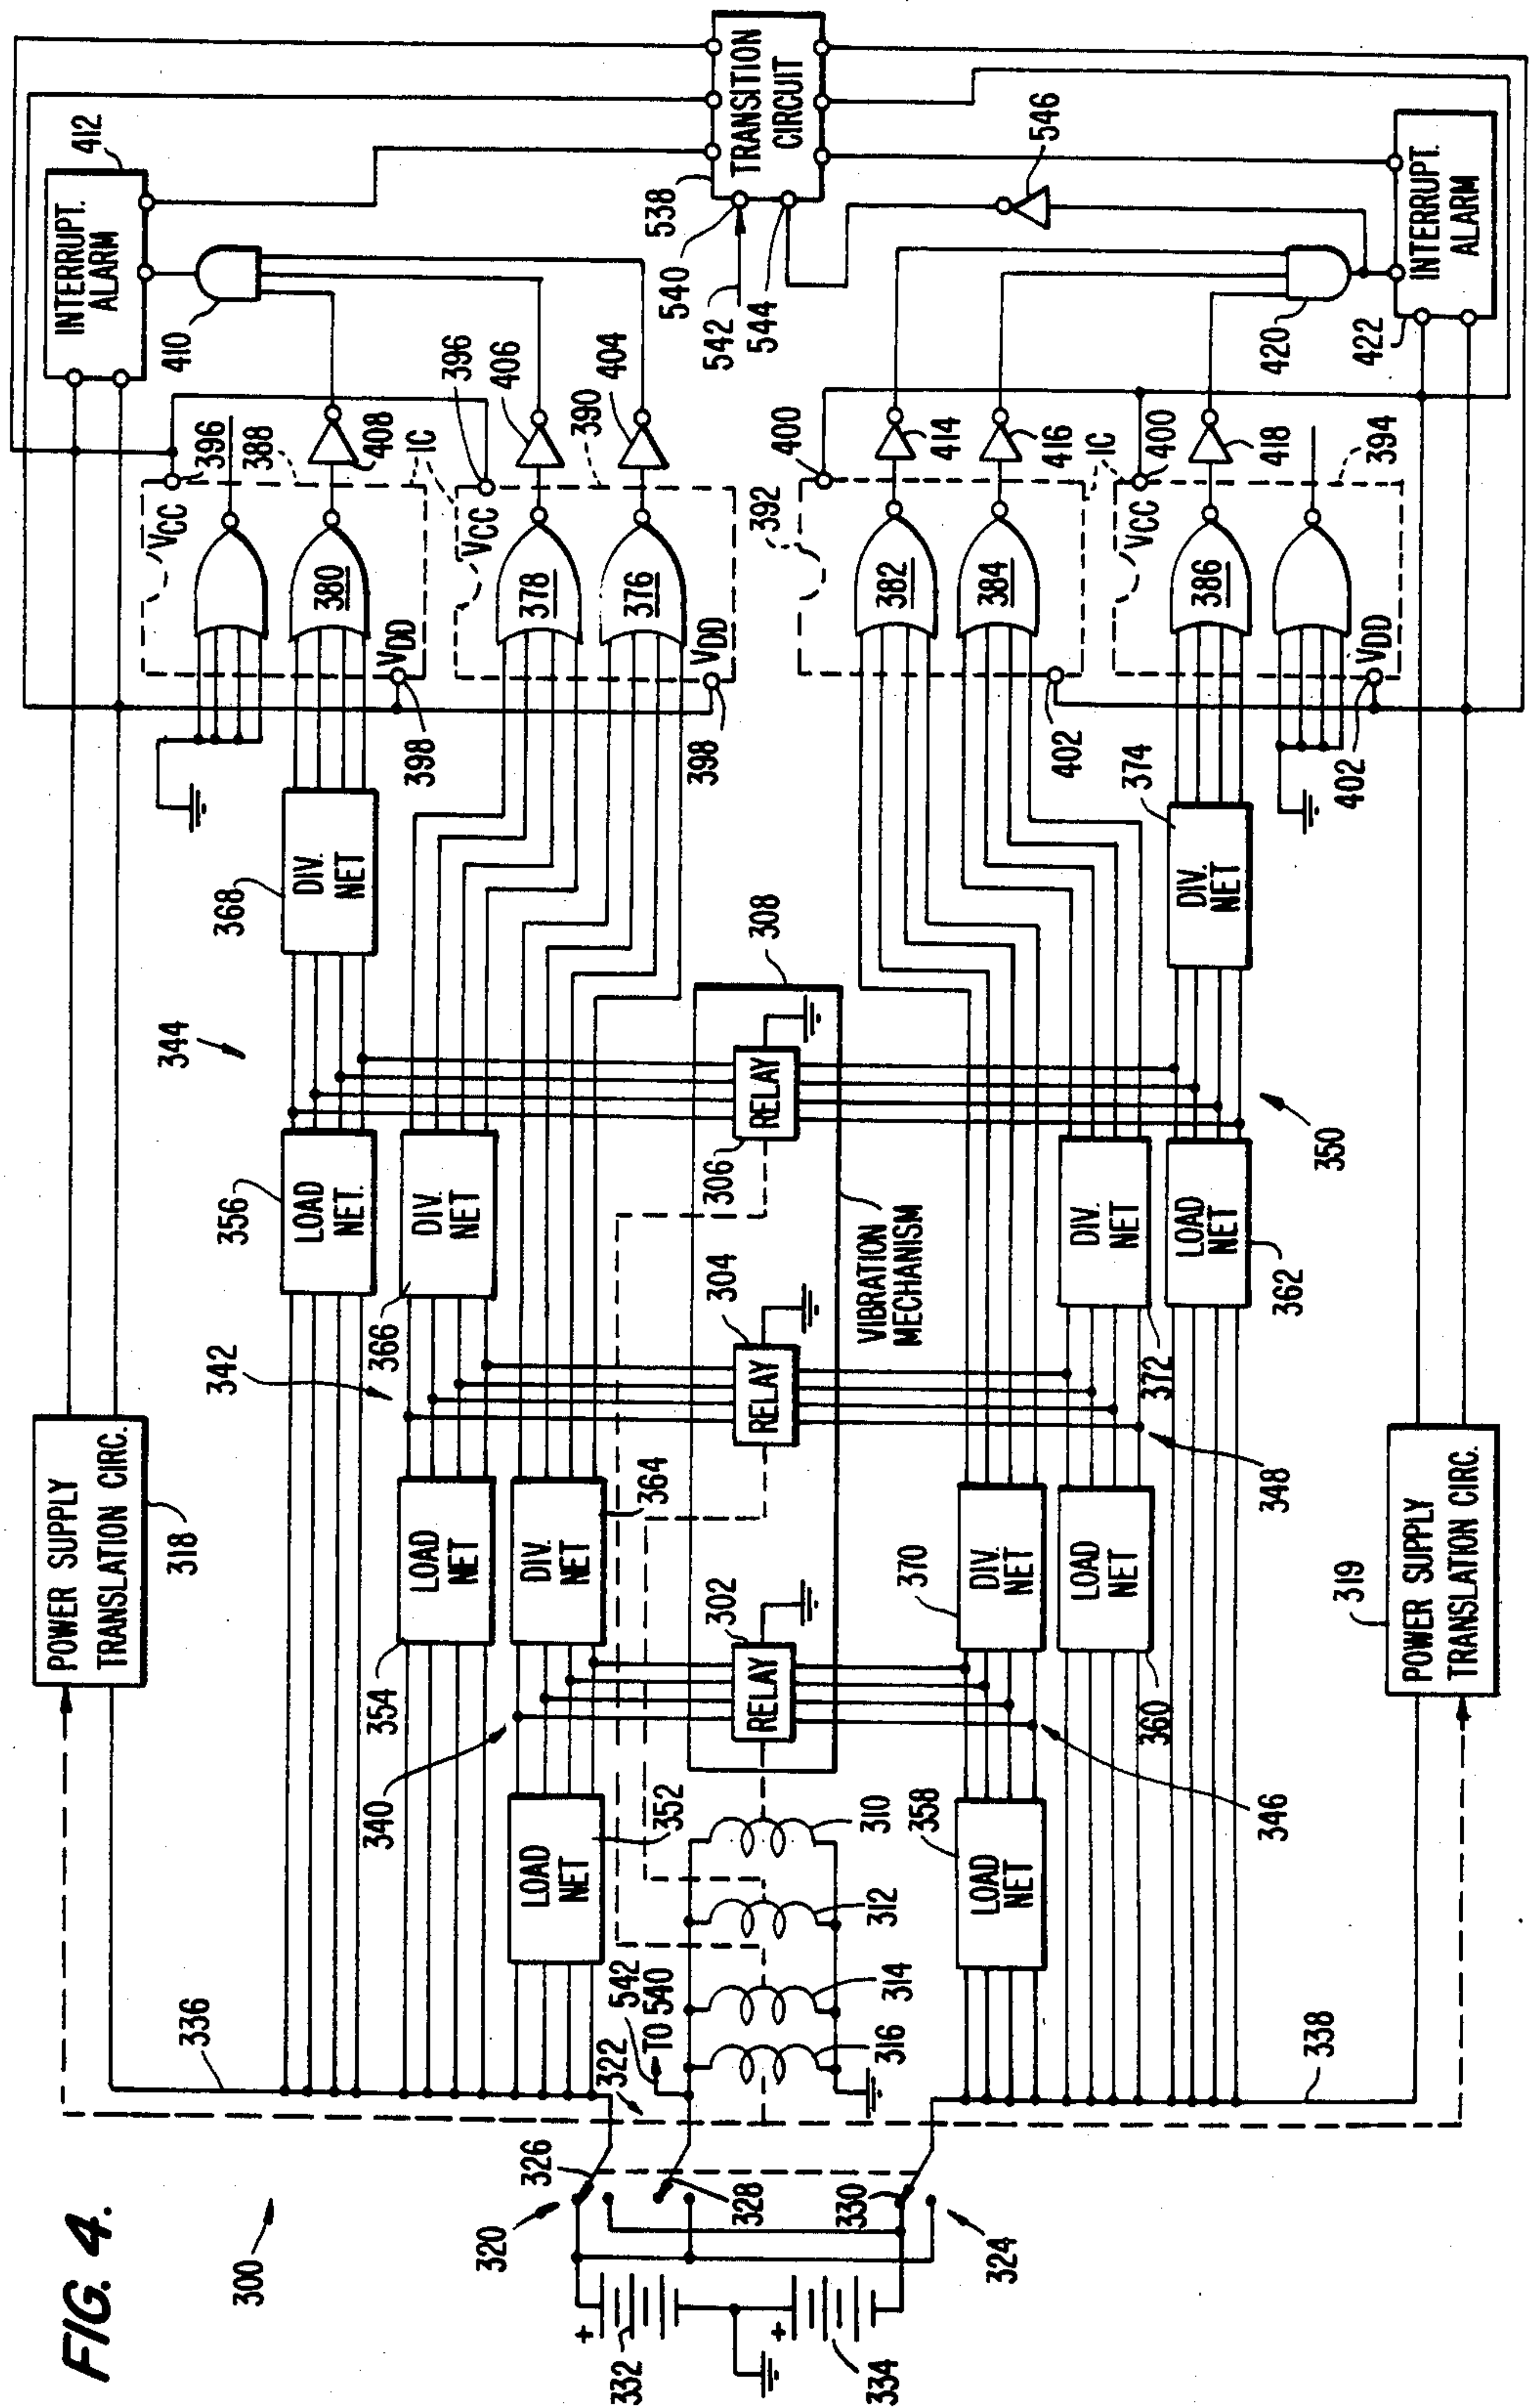 FIG. 4.
300
POWER SUPPLY
TRANSLATION CIRC.
318
336
INTERRUPT.
ALARM
412
410
344
356
LOAD
NET.
368
DIV.
NET
VCC
396
388
380
408
VDD
398
IC
342
354
LOAD
NET
366
DIV.
NET
VCC
396
378
406
390
376
404
VDD
398
340
352
LOAD
NET
364
DIV.
NET
320
326
322
328
542
TO 540
332
+
334
+
330
324
316
314
312
310
302
RELAY
304
RELAY
306
RELAY
308
VIBRATION
MECHANISM
538
TRANSITION
CIRCUIT
540
542
544
546
358
LOAD
NET
370
DIV.
NET
346
360
LOAD
NET
372
DIV.
NET
348
362
LOAD
NET
374
DIV.
NET
350
392
400
382
414
384
416
402
IC
VCC
400
386
418
394
VDD
402
420
422
INTERRUPT.
ALARM
338
319
POWER SUPPLY
TRANSLATION CIRC.